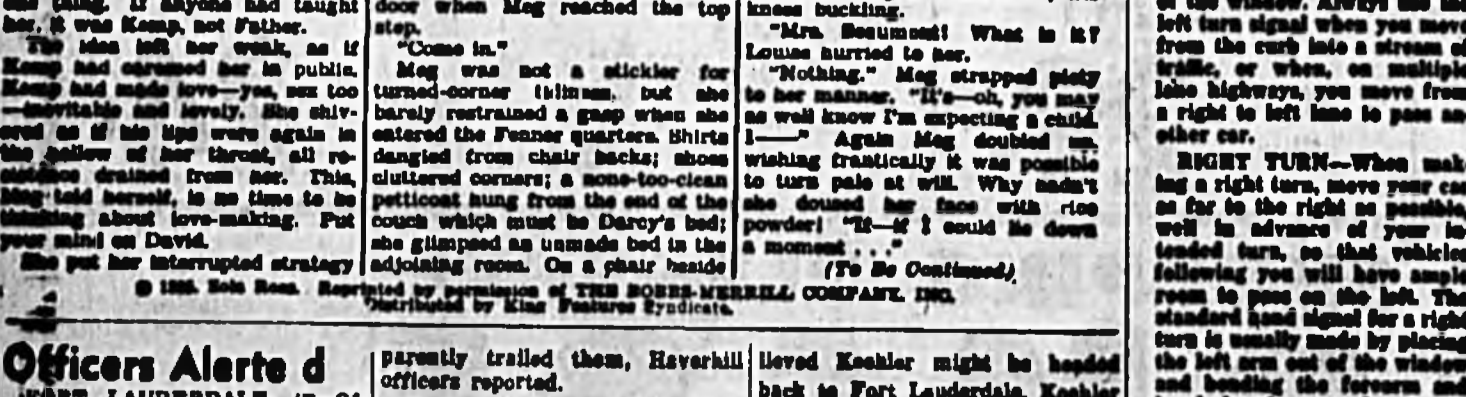 one thing. If anyone had taught
her, it was Kemp, not Father.
The idea left her weak, as if
Kemp had caressed her in public.
Kemp had made love—yes, sex too
—inevitable and lovely. She shiv-
ered as if his lips were again in
the hollow of her throat, all re-
sistance drained from her. This,
Meg told herself, is no time to be
thinking about love-making. Put
your mind on David.
She put her interrupted strategy
door when Meg reached the top
step.
"Come in."
Meg was not a stickler for
turned-corner tidiness, but she
barely restrained a gasp when she
entered the Fenner quarters. Shirts
dangled from chair backs; shoes
cluttered corners; a none-too-clean
petticoat hung from the end of the
couch which must be Darcy's bed;
she glimpsed an unmade bed in the
adjoining room. On a chair beside
knees buckling.
"Mrs. Beaumont! What is it?
Louise hurried to her.
"Nothing." Meg strapped piety
to her manner. "It's—oh, you may
as well know I'm expecting a child.
I——" Again Meg doubled up,
wishing frantically it was possible
to turn pale at will. Why hadn't
she doused her face with rice
powder! "If—if I could lie down
a moment . . ."
(To Be Continued)
© Zola Ross. Reprinted by permission of THE BOBBS-MERRILL COMPANY, INC.
Distributed by King Features Syndicate.
Officers Alerte d
FORT LAUDERDALE
parently trailed them, Haverhill
officers reported.
lieved Koehler might be headed
back to Fort Lauderdale. Koehler
of the window. Always use the
left turn signal when you move
from the curb into a stream of
traffic, or when, on multiple
lane highways, you move from
a right to left lane to pass an-
other car.
RIGHT TURN—When mak-
ing a right turn, move your car
as far to the right as possible,
well in advance of your in-
tended turn, so that vehicles
following you will have ample
room to pass on the left. The
standard hand signal for a right
turn is usually made by placing
the left arm out of the window
and bending the forearm and